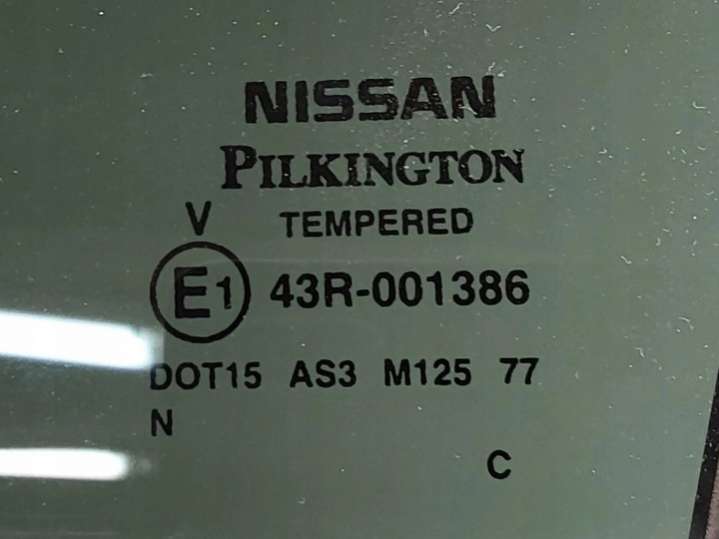 NISSAN
PILKINGTON
V TEMPERED
E1 43R-001386
DOT15 AS3 M125 77
N
C